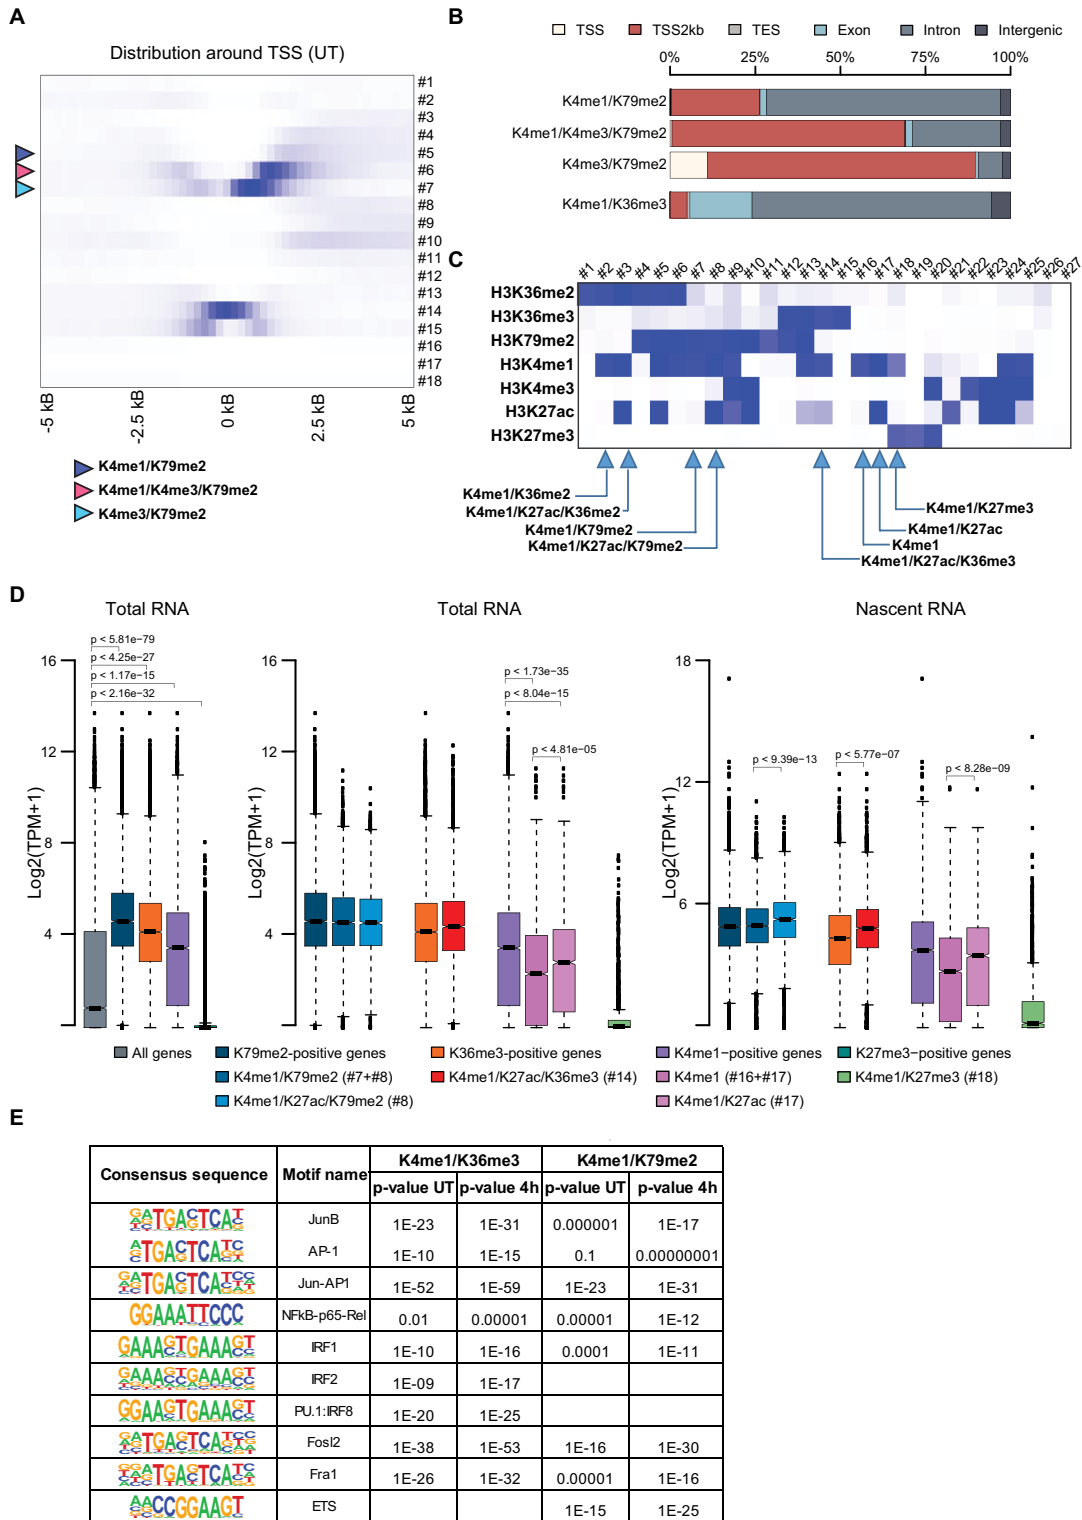 A
Distribution around TSS (UT)
#1
#2
#3
#4
#5
#6
#7
#8
#9
#10
#11
#12
#13
#14
#15
#16
#17
#18
-5 kB
-2.5 kB
0 kB
2.5 kB
5 kB
K4me1/K79me2
K4me1/K4me3/K79me2
K4me3/K79me2
B
TSS TSS2kb TES Exon Intron Intergenic
0% 25% 50% 75% 100%
K4me1/K79me2
K4me1/K4me3/K79me2
K4me3/K79me2
K4me1/K36me3
C
#1 #2 #3 #4 #5 #6 #7 #8 #9 #10 #11 #12 #13 #14 #15 #16 #17 #18 #19 #20 #21 #22 #23 #24 #25 #26 #27
H3K36me2
H3K36me3
H3K79me2
H3K4me1
H3K4me3
H3K27ac
H3K27me3
K4me1/K36me2
K4me1/K27ac/K36me2
K4me1/K79me2
K4me1/K27ac/K79me2
K4me1/K27me3
K4me1/K27ac
K4me1
K4me1/K27ac/K36me3
D
Total RNA
Log2(TPM+1)
16
12
8
4
p < 5.81e-79
p < 4.25e-27
p < 1.17e-15
p < 2.16e-32
Total RNA
Log2(TPM+1)
16
12
8
4
p < 1.73e-35
p < 8.04e-15
p < 4.81e-05
Nascent RNA
Log2(TPM+1)
18
12
6
p < 9.39e-13
p < 5.77e-07
p < 8.28e-09
All genes
K79me2-positive genes
K4me1/K79me2 (#7+#8)
K4me1/K27ac/K79me2 (#8)
K36me3-positive genes
K4me1/K27ac/K36me3 (#14)
K4me1-positive genes
K4me1 (#16+#17)
K4me1/K27ac (#17)
K27me3-positive genes
K4me1/K27me3 (#18)
E
Consensus sequence Motif name K4me1/K36me3 K4me1/K79me2
p-value UT p-value 4h p-value UT p-value 4h
JunB 1E-23 1E-31 0.000001 1E-17
AP-1 1E-10 1E-15 0.1 0.00000001
Jun-AP1 1E-52 1E-59 1E-23 1E-31
GGAAATTCCC NFkB-p65-Rel 0.01 0.00001 0.00001 1E-12
IRF1 1E-10 1E-16 0.0001 1E-11
IRF2 1E-09 1E-17
PU.1:IRF8 1E-20 1E-25
Fosl2 1E-38 1E-53 1E-16 1E-30
Fra1 1E-26 1E-32 0.00001 1E-16
ETS 1E-15 1E-25